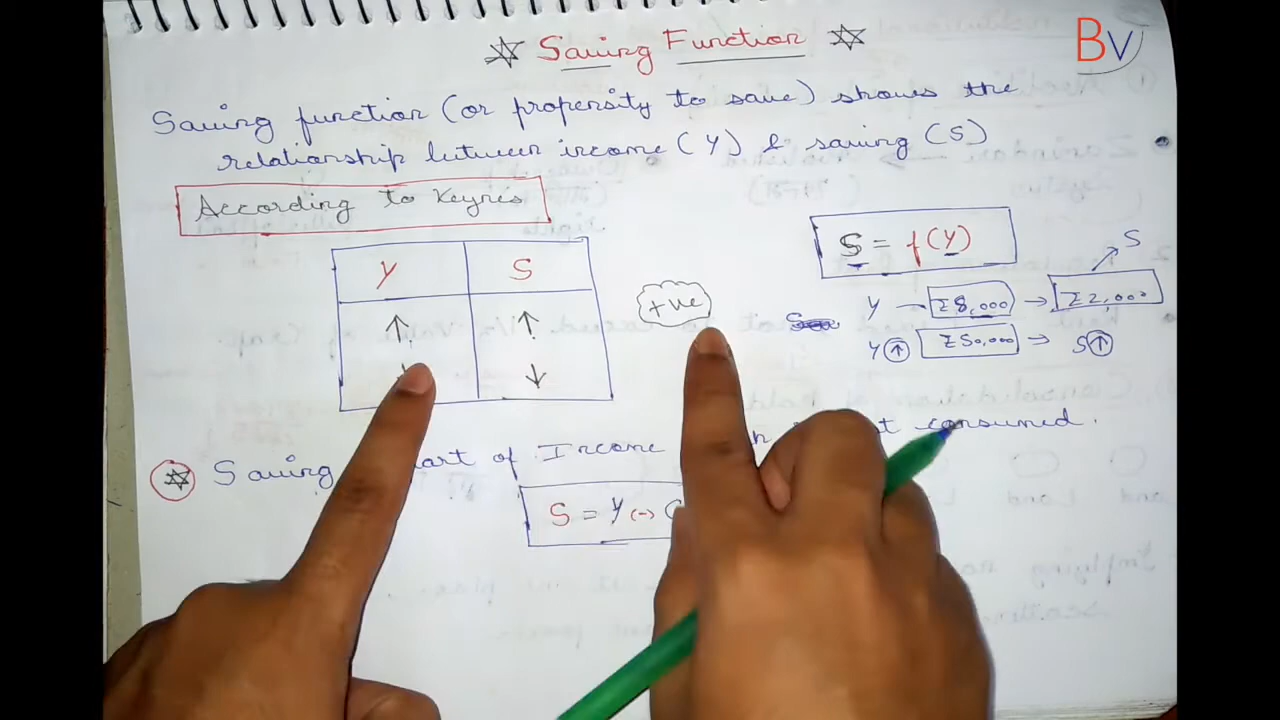 Saving Function
BV
Saving function (or propensity to save) shows the
relationship between income (Y) & saving (S)
According to Keynes
S = f(Y)
Y S
↑ ↑
↓
+ve
S
Y → ₹8,000 → ₹2,000
Y ↑ ₹50,000 → S ↑
Saving art of Income consumed.
S = Y (-) C